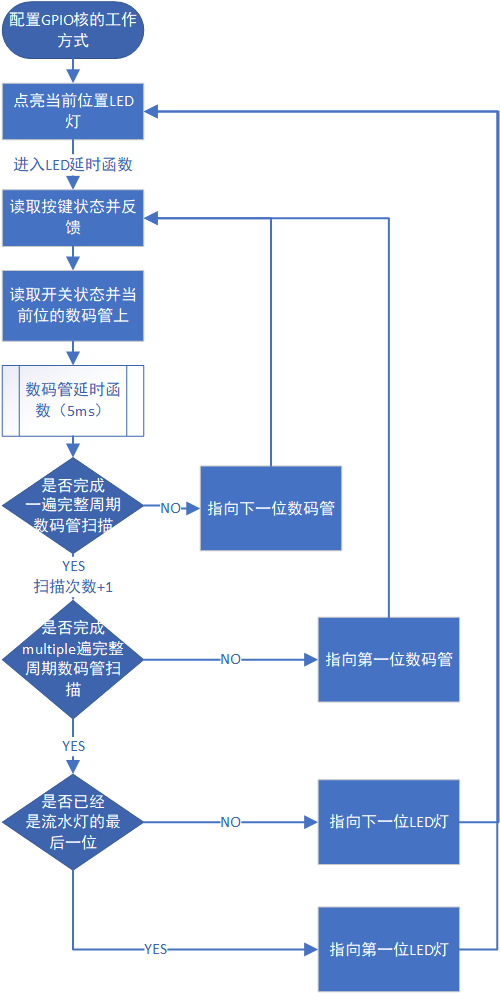 配置GPIO核的工作
方式
点亮当前位置LED
灯
进入LED延时函数
读取按键状态并反
馈
读取开关状态并当
前位的数码管上
数码管延时函
数（5ms）
是否完成
一遍完整周期
数码管扫描
NO
指向下一位数码管
YES
扫描次数+1
是否完成
multiple遍完整
周期数码管扫
描
NO
指向第一位数码管
YES
是否已经
是流水灯的最
后一位
NO
指向下一位LED灯
YES
指向第一位LED灯